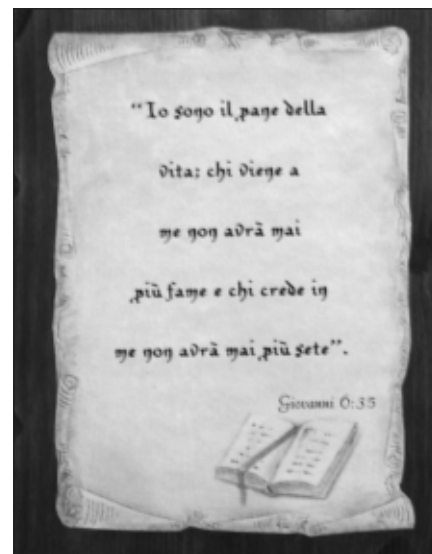 “Io sono il pane della
vita; chi viene a
me non avrà mai
più fame e chi crede in
me non avrà mai più sete”.
Giovanni 6:35